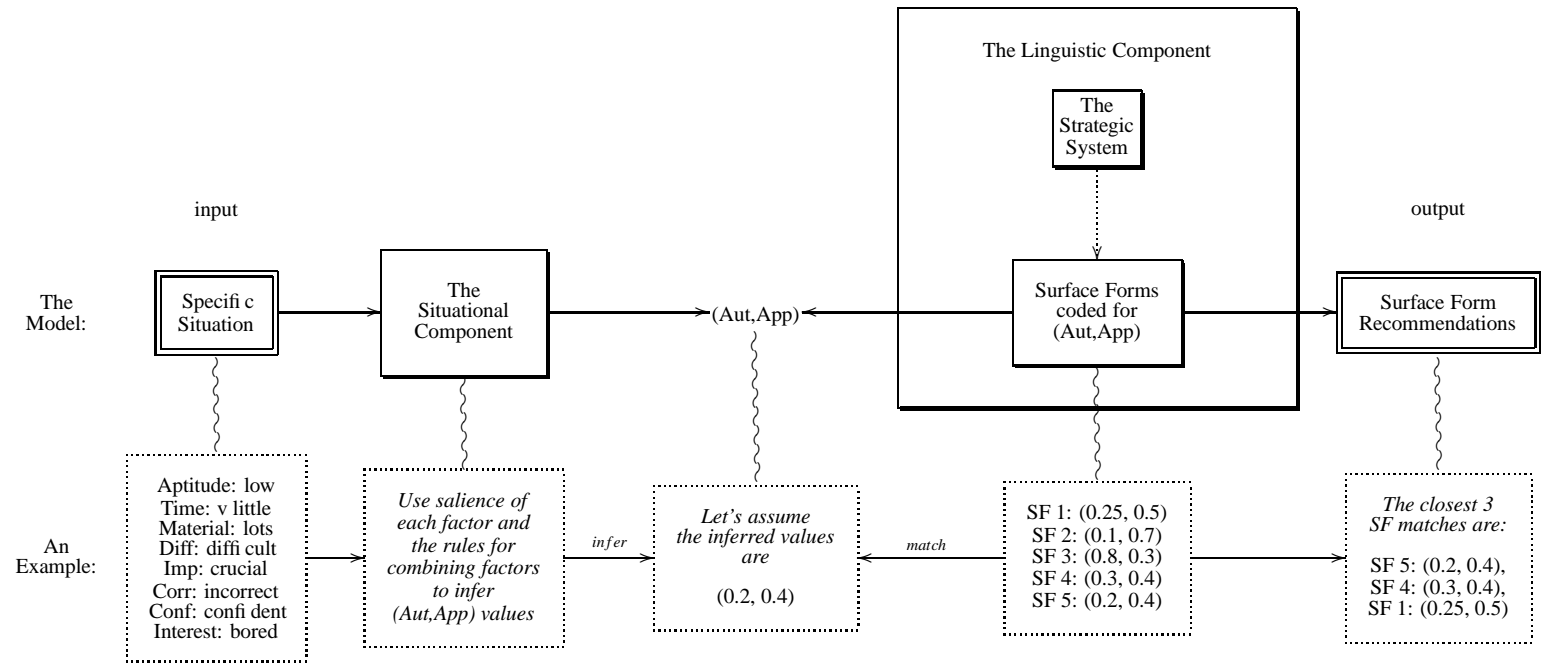 The Linguistic Component
The
Strategic
System
input
output
The
Model:
Specific
Situation
The
Situational
Component
(Aut,App)
Surface Forms
coded for
(Aut,App)
Surface Form
Recommendations
An
Example:
Aptitude: low
Time: v little
Material: lots
Diff: difficult
Imp: crucial
Corr: incorrect
Conf: confident
Interest: bored
Use salience of
each factor and
the rules for
combining factors
to infer
(Aut,App) values
infer
Let's assume
the inferred values
are
(0.2, 0.4)
match
SF 1: (0.25, 0.5)
SF 2: (0.1, 0.7)
SF 3: (0.8, 0.3)
SF 4: (0.3, 0.4)
SF 5: (0.2, 0.4)
The closest 3
SF matches are:
SF 5: (0.2, 0.4),
SF 4: (0.3, 0.4),
SF 1: (0.25, 0.5)